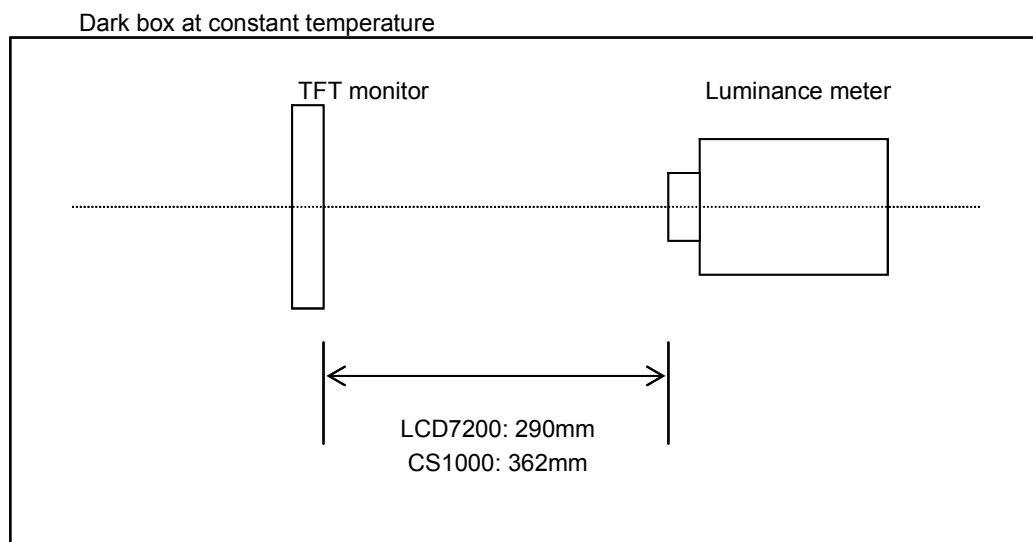 Dark box at constant temperature
TFT monitor
Luminance meter
LCD7200: 290mm
CS1000: 362mm